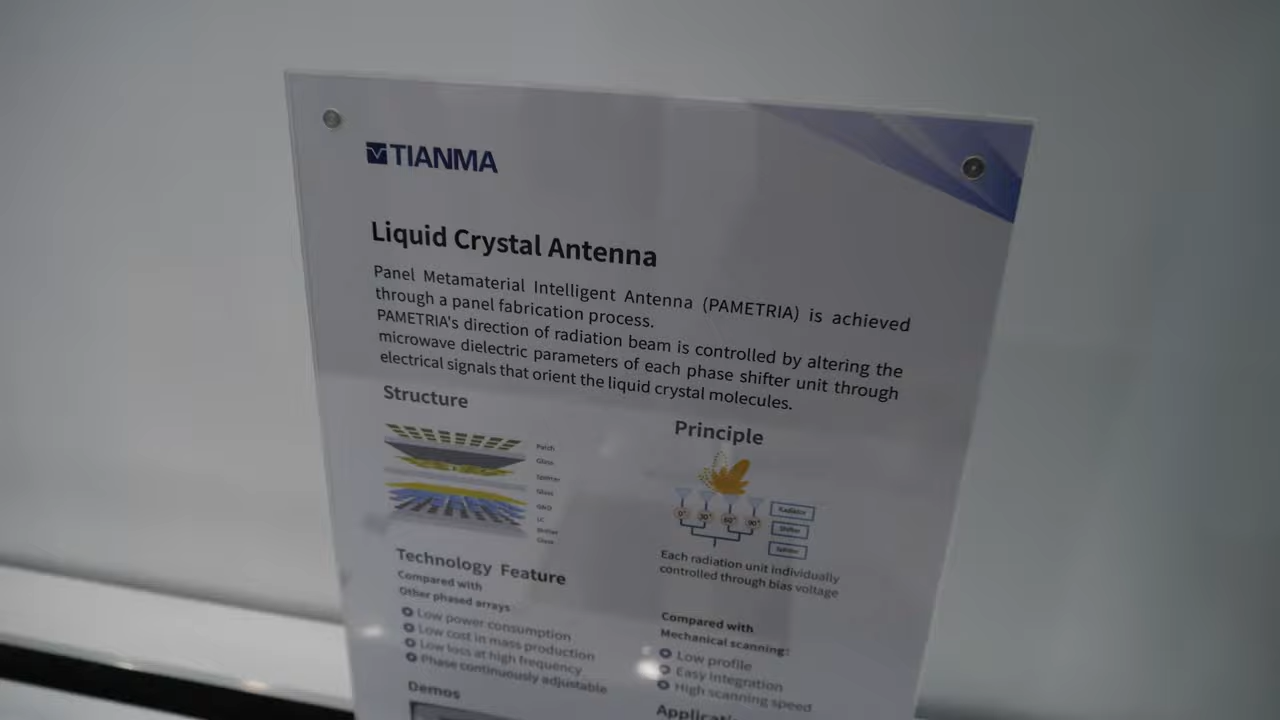 TIANMA
Liquid Crystal Antenna
Panel Metamaterial Intelligent Antenna (PAMETRIA) is achieved
through a panel fabrication process.
PAMETRIA's direction of radiation beam is controlled by altering the
microwave dielectric parameters of each phase shifter unit through
electrical signals that orient the liquid crystal molecules.
Structure
Patch
Glass
Splitter
Glass
GND
LC
Shifter
Glass
Principle
0°
30°
60°
90°
Radiator
Shifter
Splitter
Each radiation unit individually
controlled through bias voltage
Technology Feature
Compared with
Other phased arrays
Low power consumption
Low cost in mass production
Low loss at high frequency
Phase continuously adjustable
Compared with
Mechanical scanning:
Low profile
Easy integration
High scanning speed
Demos